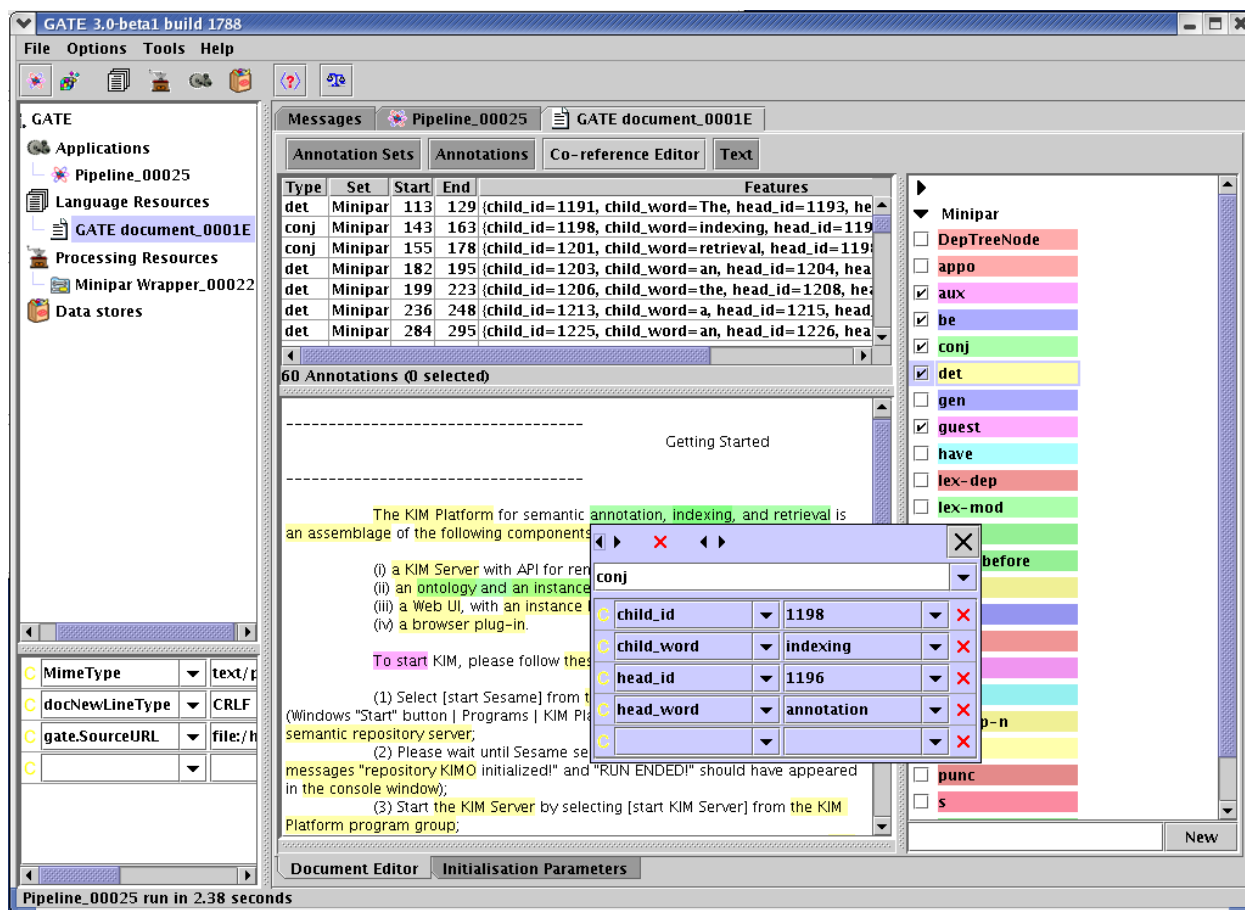 GATE 3.0-beta1 build 1788
File Options Tools Help
GATE
Applications
Pipeline_00025
Language Resources
GATE document_0001E
Processing Resources
Minipar Wrapper_00022
Data stores
MimeType text/p
docNewLineType CRLF
gate.SourceURL file:/h
Messages Pipeline_00025 GATE document_0001E
Annotation Sets Annotations Co-reference Editor Text
Type Set Start End Features
det Minipar 113 129 {child_id=1191, child_word=The, head_id=1193, he
conj Minipar 143 163 {child_id=1198, child_word=indexing, head_id=119
conj Minipar 155 178 {child_id=1201, child_word=retrieval, head_id=119
det Minipar 182 195 {child_id=1203, child_word=an, head_id=1204, hea
det Minipar 199 223 {child_id=1206, child_word=the, head_id=1208, hea
det Minipar 236 248 {child_id=1213, child_word=a, head_id=1215, head
det Minipar 284 295 {child_id=1225, child_word=an, head_id=1226, hea
60 Annotations (0 selected)
-----------------------------------
Getting Started
-----------------------------------
The KIM Platform for semantic annotation, indexing, and retrieval is
an assemblage of the following components
(i) a KIM Server with API for rem
(ii) an ontology and an instance
(iii) a Web UI, with an instance
(iv) a browser plug-in.
To start KIM, please follow thes
(1) Select [start Sesame] from t
(Windows "Start" button | Programs | KIM Pla
semantic repository server;
(2) Please wait until Sesame se
messages "repository KIMO initialized!" and "RUN ENDED!" should have appeared
in the console window);
(3) Start the KIM Server by selecting [start KIM Server] from the KIM
Platform program group;
conj
C child_id 1198
C child_word indexing
C head_id 1196
C head_word annotation
C
Minipar
DepTreeNode
appo
aux
be
conj
det
gen
guest
have
lex-dep
lex-mod
before
p-n
punc
s
New
Document Editor Initialisation Parameters
Pipeline_00025 run in 2.38 seconds